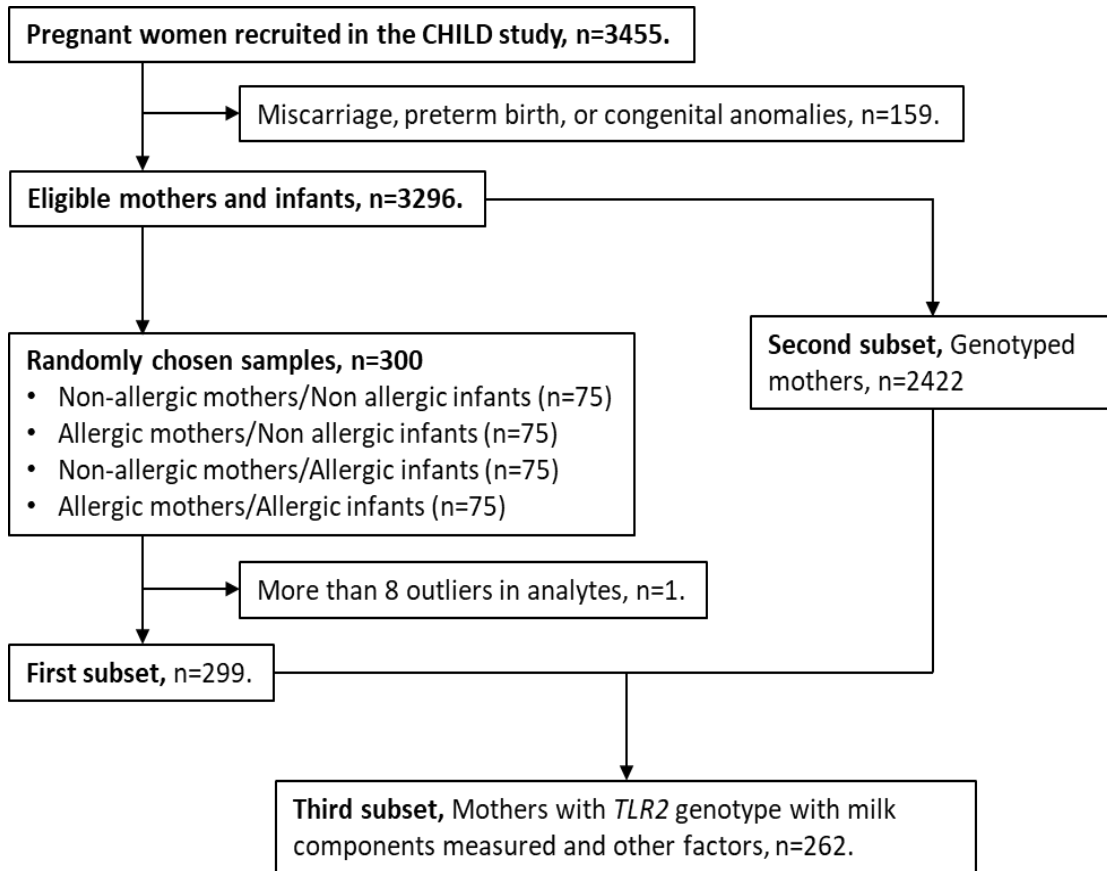 Pregnant women recruited in the CHILD study, n=3455.
Miscarriage, preterm birth, or congenital anomalies, n=159.
Eligible mothers and infants, n=3296.
Randomly chosen samples, n=300
• Non-allergic mothers/Non allergic infants (n=75)
• Allergic mothers/Non allergic infants (n=75)
• Non-allergic mothers/Allergic infants (n=75)
• Allergic mothers/Allergic infants (n=75)
Second subset, Genotyped
mothers, n=2422
More than 8 outliers in analytes, n=1.
First subset, n=299.
Third subset, Mothers with TLR2 genotype with milk
components measured and other factors, n=262.